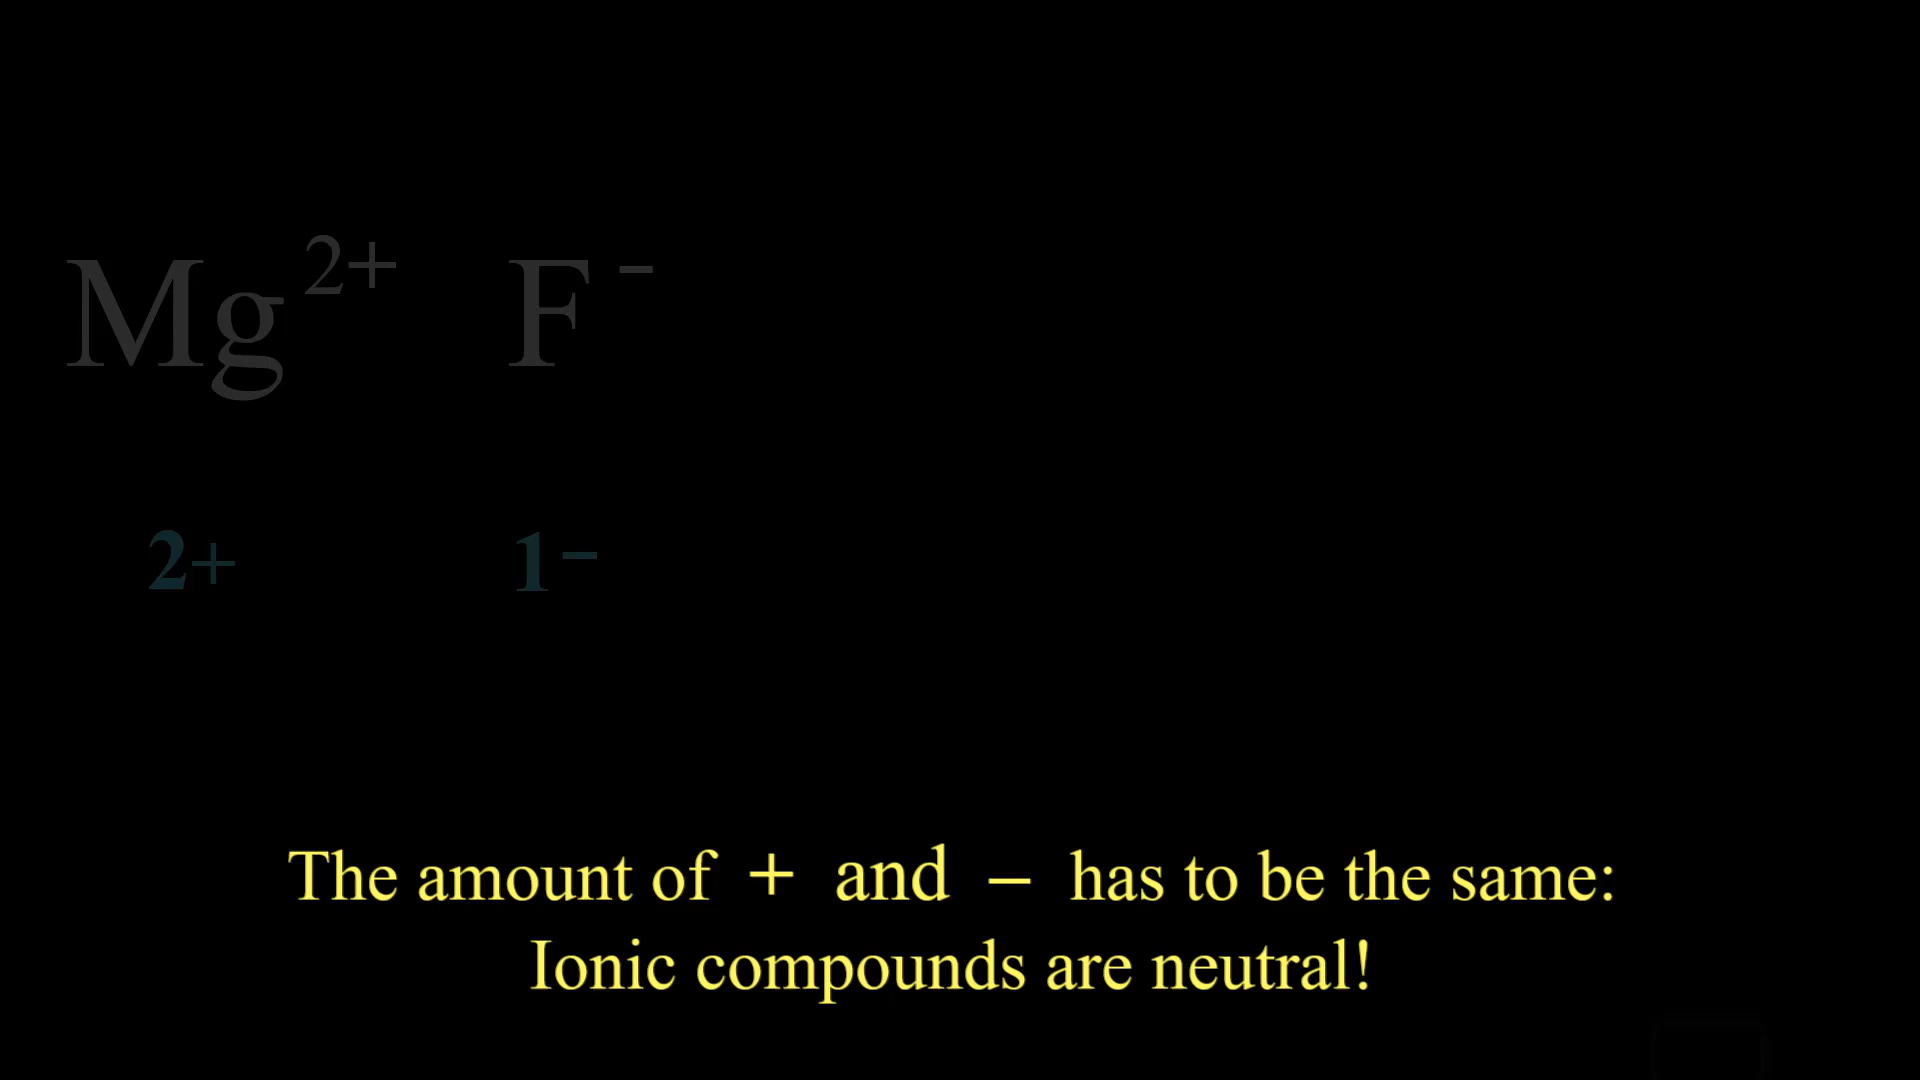 Mg²⁺ F⁻
2+ 1−
The amount of + and – has to be the same:
Ionic compounds are neutral!